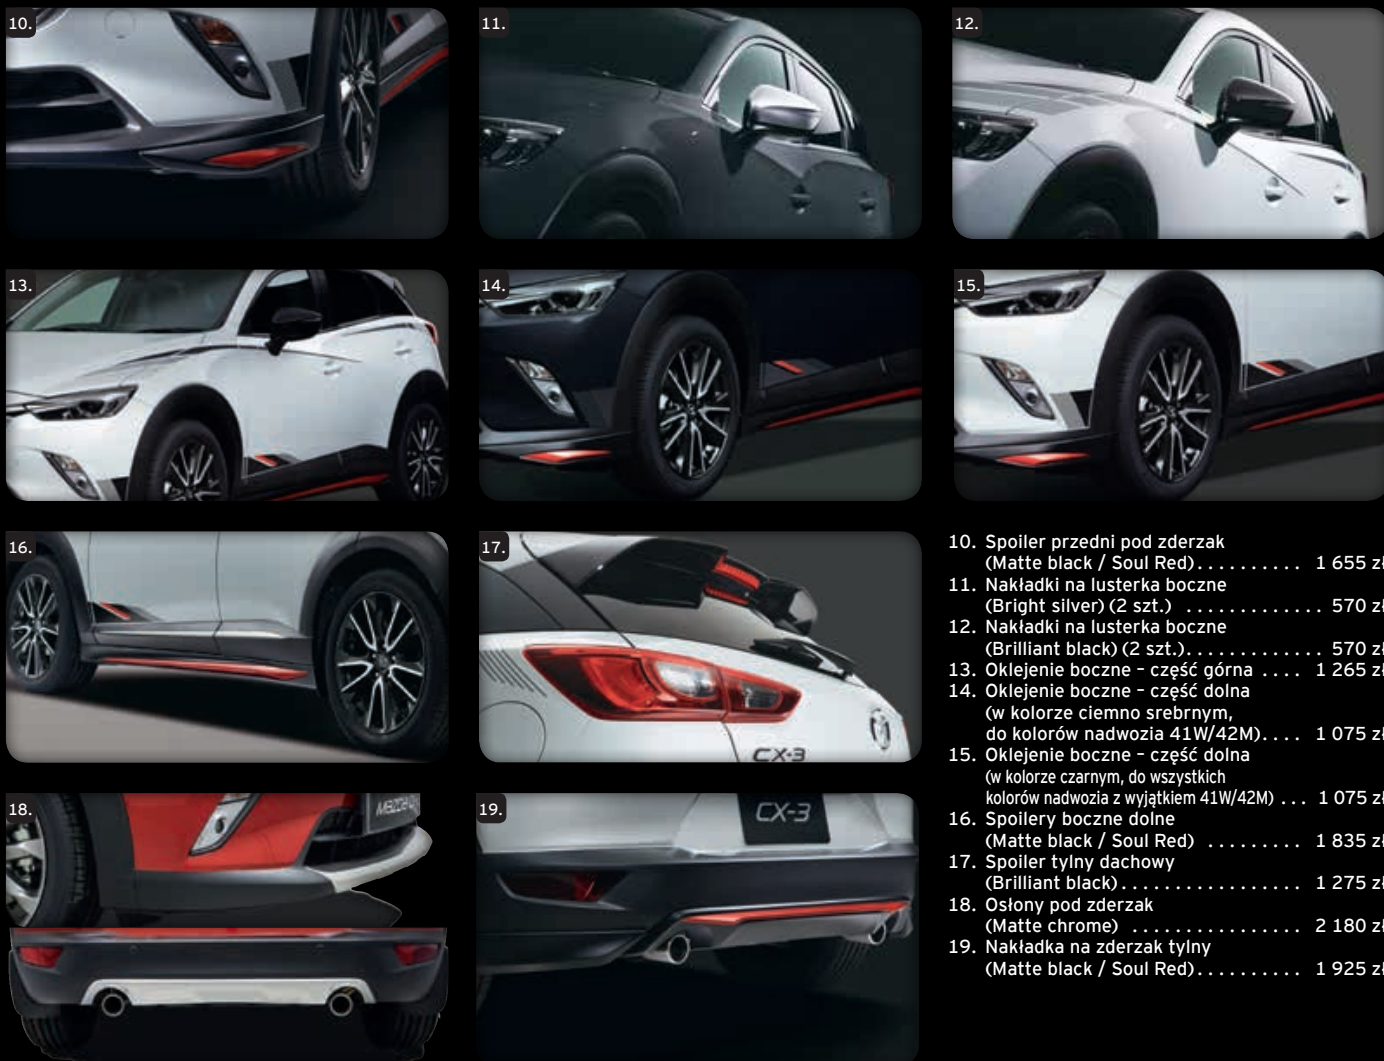 10.
11.
12.
13.
14.
15.
16.
17.
CX-3
18.
19.
CX-3
10. Spoiler przedni pod zderzak
(Matte black / Soul Red).......... 1 655 zł
11. Nakładki na lusterka boczne
(Bright silver) (2 szt.) ............. 570 zł
12. Nakładki na lusterka boczne
(Brilliant black) (2 szt.)............. 570 zł
13. Oklejenie boczne – część górna .... 1 265 zł
14. Oklejenie boczne – część dolna
(w kolorze ciemno srebrnym,
do kolorów nadwozia 41W/42M).... 1 075 zł
15. Oklejenie boczne – część dolna
(w kolorze czarnym, do wszystkich
kolorów nadwozia z wyjątkiem 41W/42M) ... 1 075 zł
16. Spoilery boczne dolne
(Matte black / Soul Red) ......... 1 835 zł
17. Spoiler tylny dachowy
(Brilliant black)................. 1 275 zł
18. Osłony pod zderzak
(Matte chrome) ................ 2 180 zł
19. Nakładka na zderzak tylny
(Matte black / Soul Red).......... 1 925 zł